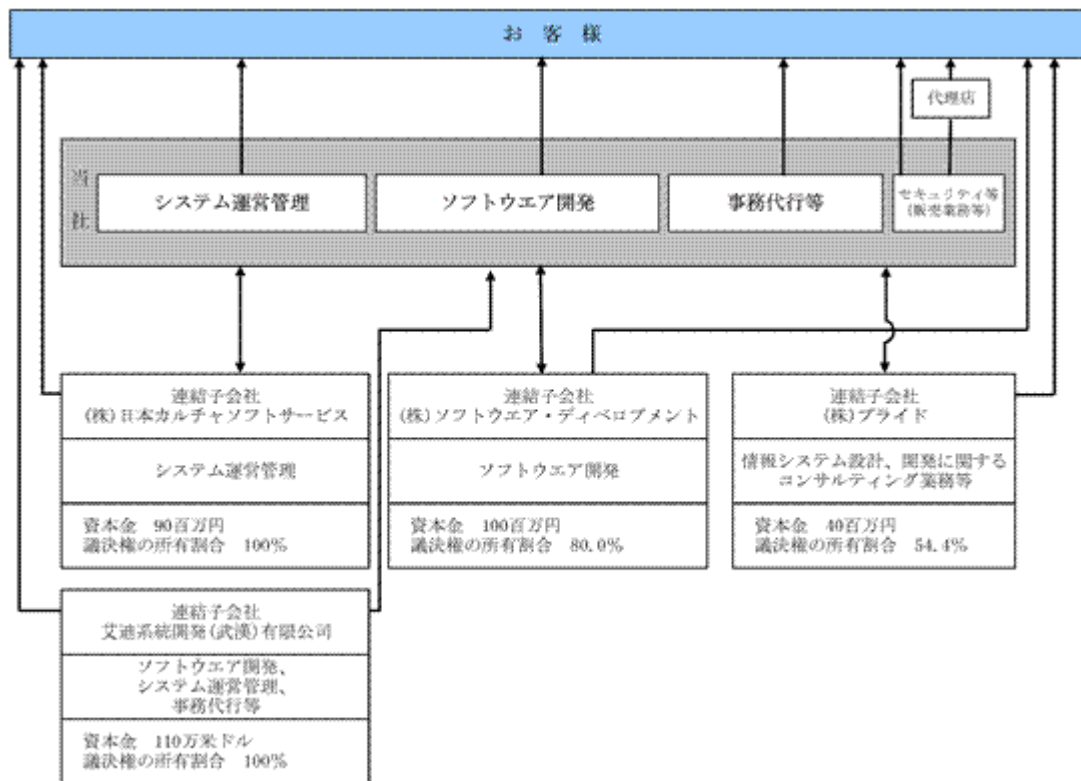 お客様
代理店
当社
システム運営管理
ソフトウエア開発
事務代行等
セキュリティ等
(販売業務等)
連結子会社
(株)日本カルチャソフトサービス
システム運営管理
資本金 90百万円
議決権の所有割合 100%
連結子会社
(株)ソフトウエア・ディベロプメント
ソフトウエア開発
資本金 100百万円
議決権の所有割合 80.0%
連結子会社
(株)プライド
情報システム設計、開発に関する
コンサルティング業務等
資本金 40百万円
議決権の所有割合 54.4%
連結子会社
艾迪系統開発(武漢)有限公司
ソフトウエア開発、
システム運営管理、
事務代行等
資本金 110万米ドル
議決権の所有割合 100%